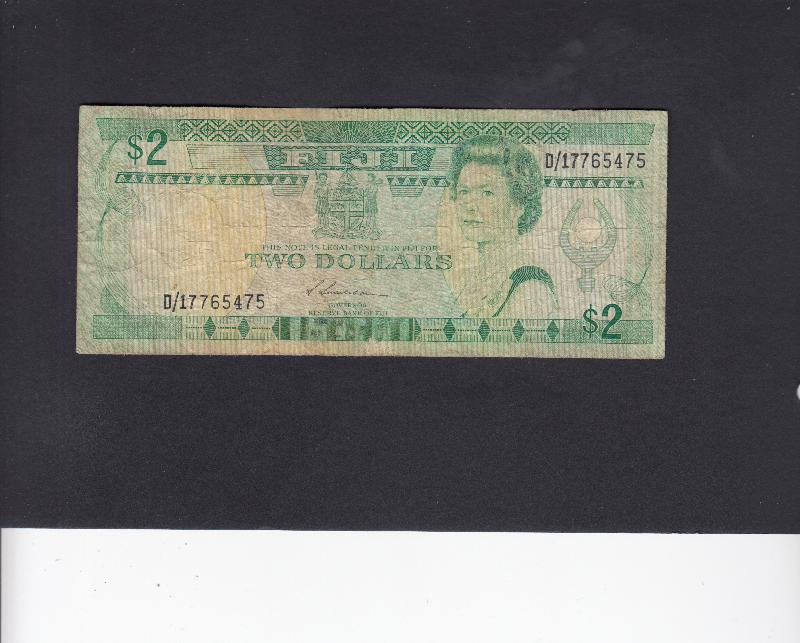 $2
FIJI
D/17765475
THIS NOTE IS LEGAL TENDER IN FIJI FOR
TWO DOLLARS
D/17765475
GOVERNOR
RESERVE BANK OF FIJI
$2